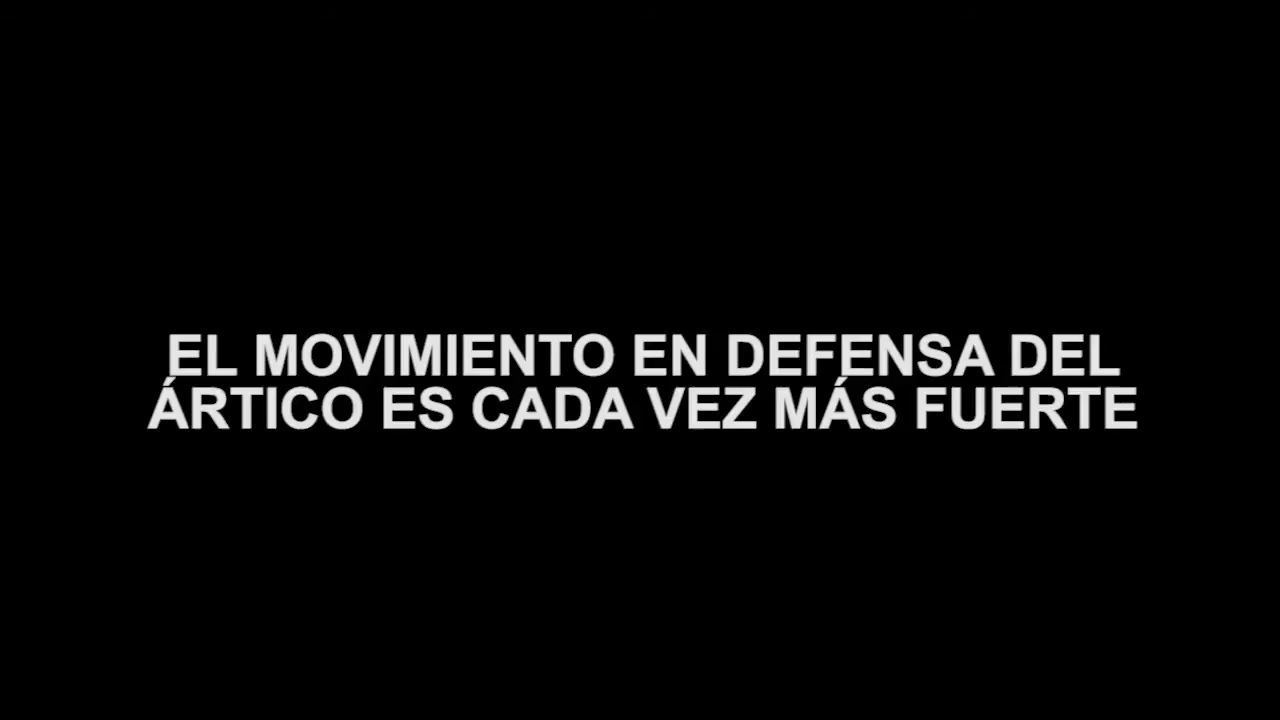 EL MOVIMIENTO EN DEFENSA DEL
ÁRTICO ES CADA VEZ MÁS FUERTE